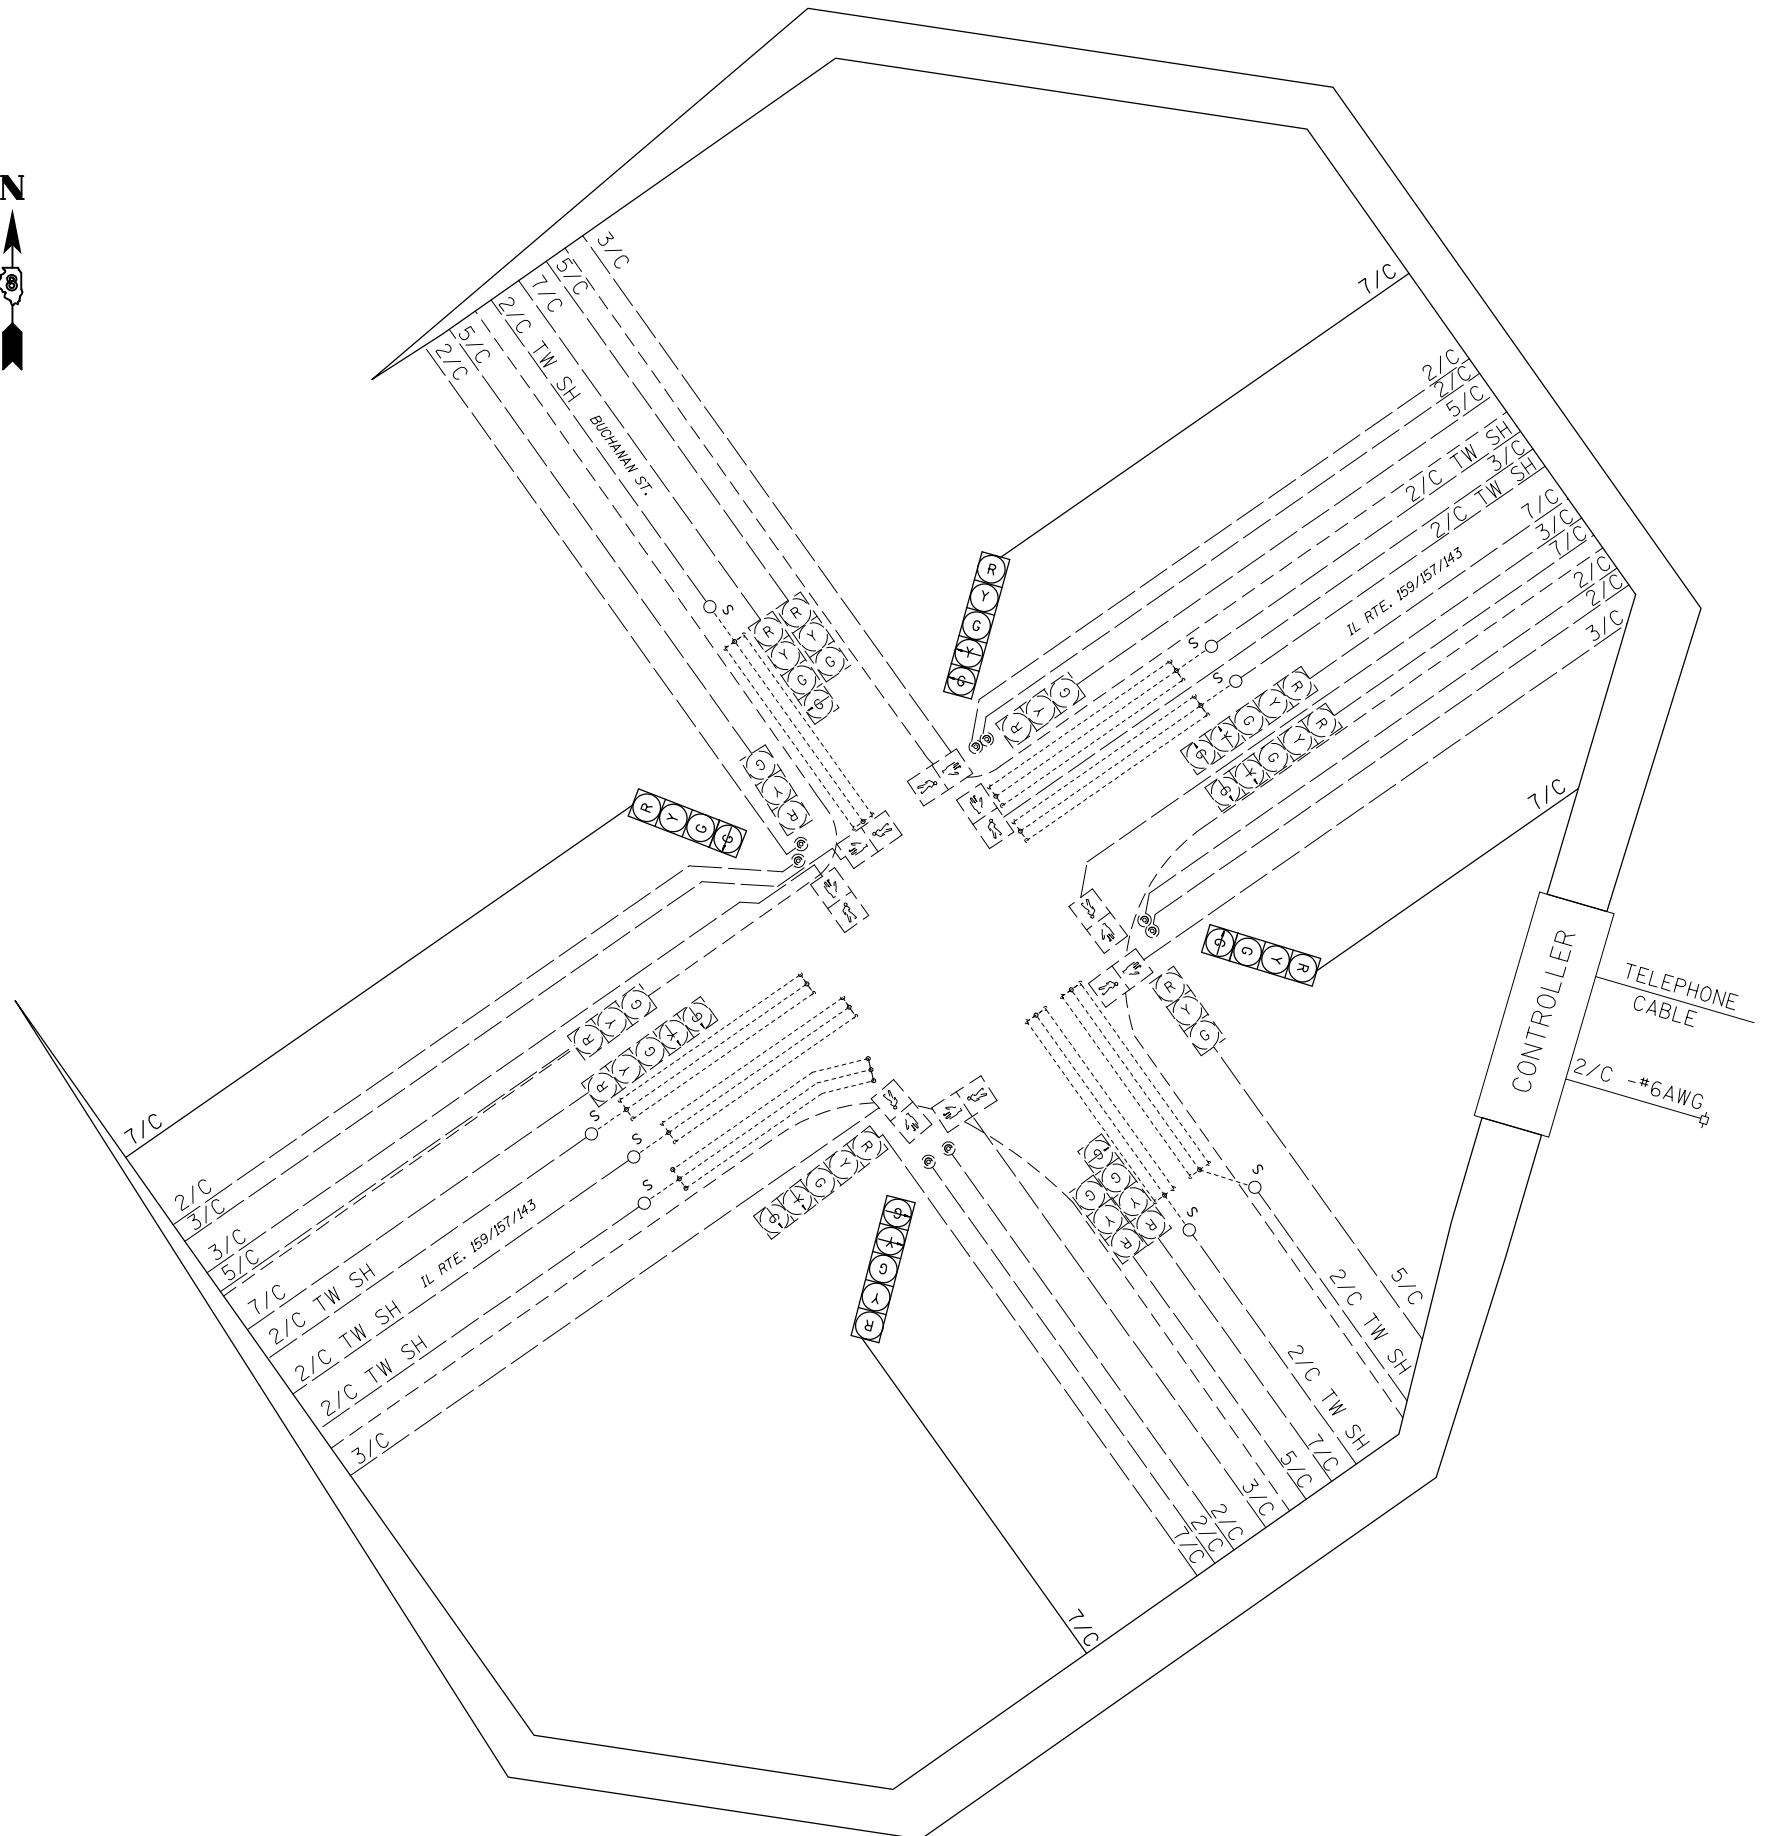 N
8
3/C
5/C
7/C
2/C TW SH
5/C
2/C
BUCHANAN ST.
7/C
2/C
2/C
5/C
2/C TW SH
3/C
2/C TW SH
7/C
3/C
7/C
2/C
2/C
3/C
IL RTE. 159/157/143
R
Y
G
Y
G
S
R Y G G
R Y G
G Y R
G Y R
S
S
R Y G Y G
R Y G Y G
R Y G G
7/C
R Y G G
R Y G
CONTROLLER
TELEPHONE
CABLE
2/C -#6AWG
7/C
2/C
3/C
3/C
5/C
7/C
2/C TW SH
2/C TW SH
2/C TW SH
3/C
IL RTE. 159/157/143
R Y G
R Y G Y G
S
S
S
R Y G Y G
G
Y
G
Y
R
G G Y R
G Y R
S
S
5/C
2/C TW SH
2/C TW SH
7/C
5/C
3/C
2/C
2/C
7/C
7/C